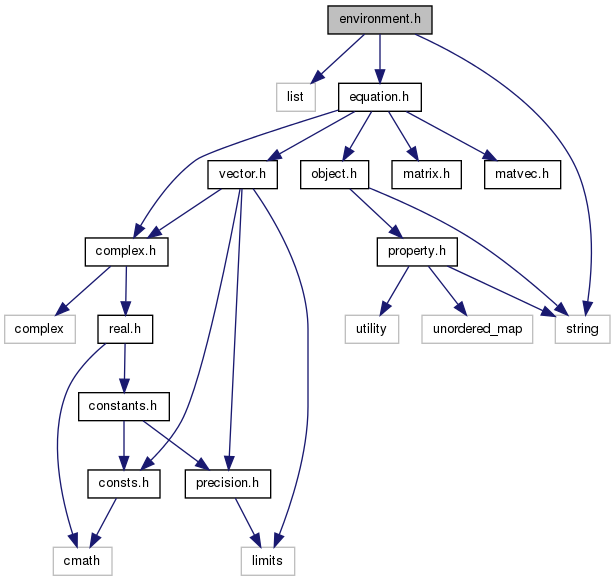 environment.h
list
equation.h
vector.h
object.h
matrix.h
matvec.h
complex.h
property.h
complex
real.h
utility
unordered_map
string
constants.h
consts.h
precision.h
cmath
limits